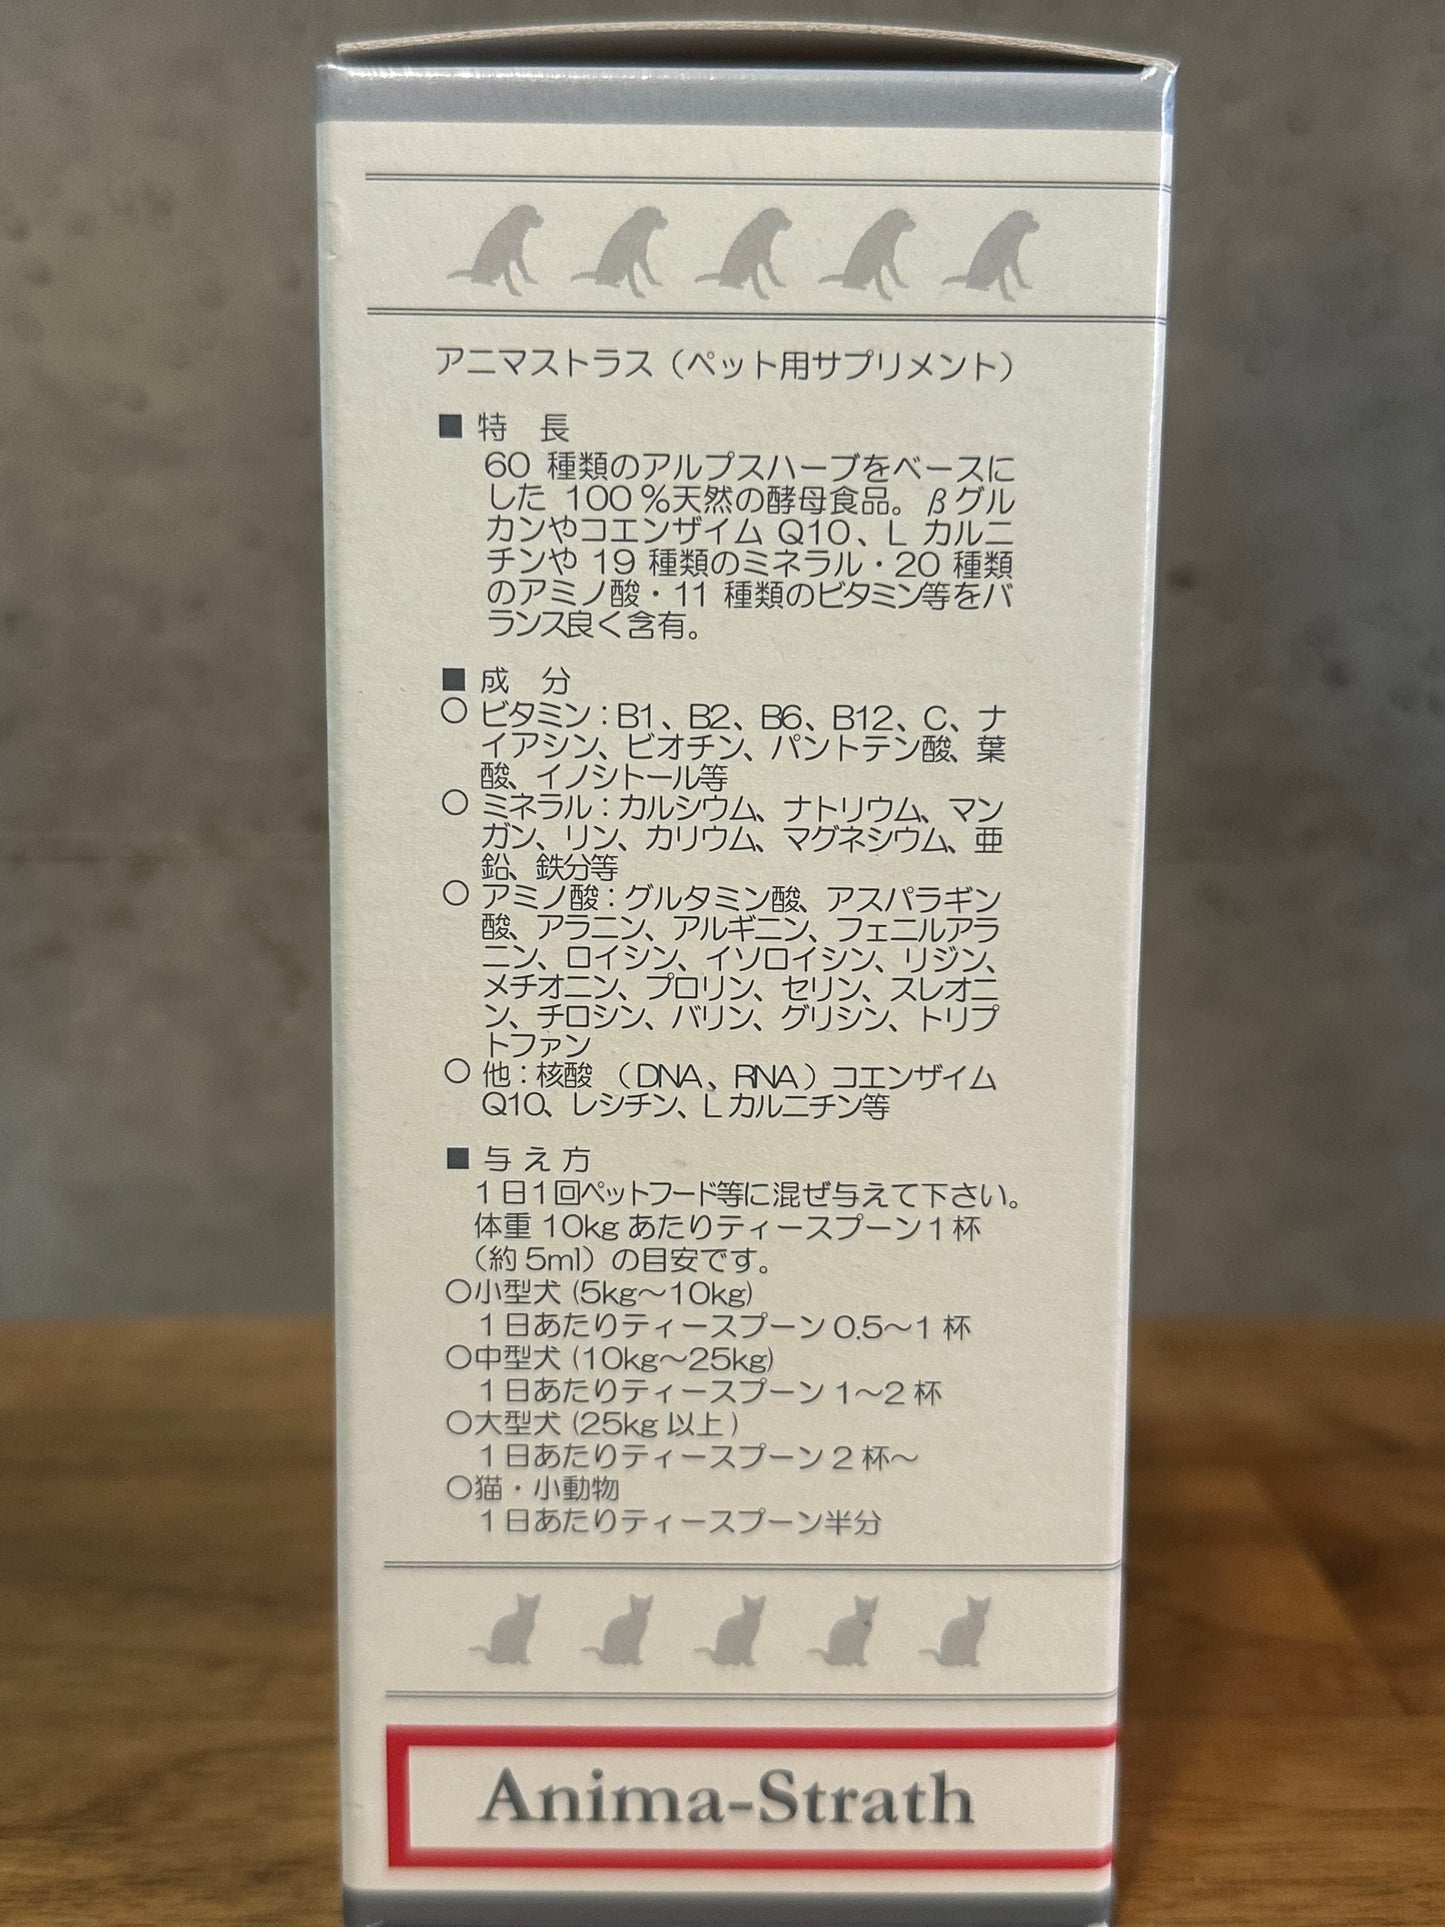 アニマストラス（ペット用サプリメント）
■ 特 長
60 種類のアルプスハーブをベースに
した 100％天然の酵母食品。βグル
カンやコエンザイム Q10、L カルニ
チンや 19 種類のミネラル・20 種類
のアミノ酸・11 種類のビタミン等をバ
ランス良く含有。
■ 成 分
○ ビタミン：B1、B2、B6、B12、C、ナ
イアシン、ビオチン、パントテン酸、葉
酸、イノシトール等
○ ミネラル：カルシウム、ナトリウム、マン
ガン、リン、カリウム、マグネシウム、亜
鉛、鉄分等
○ アミノ酸：グルタミン酸、アスパラギン
酸、アラニン、アルギニン、フェニルアラ
ニン、ロイシン、イソロイシン、リジン、
メチオニン、プロリン、セリン、スレオニ
ン、チロシン、バリン、グリシン、トリプ
トファン
○ 他：核酸 （DNA、RNA）コエンザイム
Q10、レシチン、L カルニチン等
■ 与 え 方
1日1回ペットフード等に混ぜ与えて下さい。
体重 10kg あたりティースプーン 1 杯
（約 5ml）の目安です。
○小型犬 (5kg～10kg)
1日あたりティースプーン 0.5～1 杯
○中型犬 (10kg～25kg)
1日あたりティースプーン 1～2 杯
○大型犬 (25kg 以上)
1日あたりティースプーン 2 杯～
○猫・小動物
1日あたりティースプーン半分
Anima-Strath